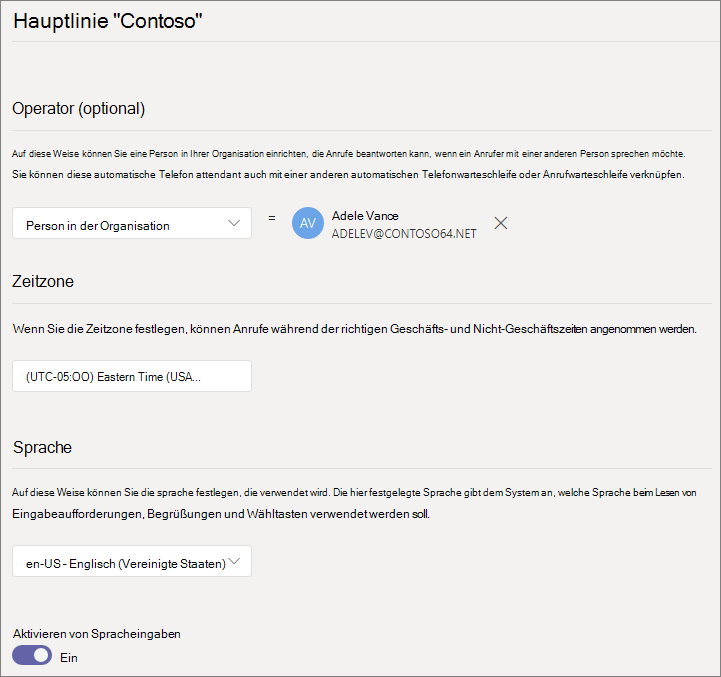 Hauptlinie "Contoso"
Operator (optional)
Auf diese Weise können Sie eine Person in Ihrer Organisation einrichten, die Anrufe beantworten kann, wenn ein Anrufer mit einer anderen Person sprechen möchte.
Sie können diese automatische Telefon attendant auch mit einer anderen automatischen Telefonwarteschleife oder Anrufwarteschleife verknüpfen.
Person in der Organisation
=
AV
Adele Vance
ADELEV@CONTOSO64.NET
Zeitzone
Wenn Sie die Zeitzone festlegen, können Anrufe während der richtigen Geschäfts- und Nicht-Geschäftszeiten angenommen werden.
(UTC-05:OO) Eastern Time (USA...
Sprache
Auf diese Weise können Sie die sprache festlegen, die verwendet wird. Die hier festgelegte Sprache gibt dem System an, welche Sprache beim Lesen von
Eingabeaufforderungen, Begrüßungen und Wähltasten verwendet werden soll.
en-US - Englisch (Vereinigte Staaten)
Aktivieren von Spracheingaben
Ein